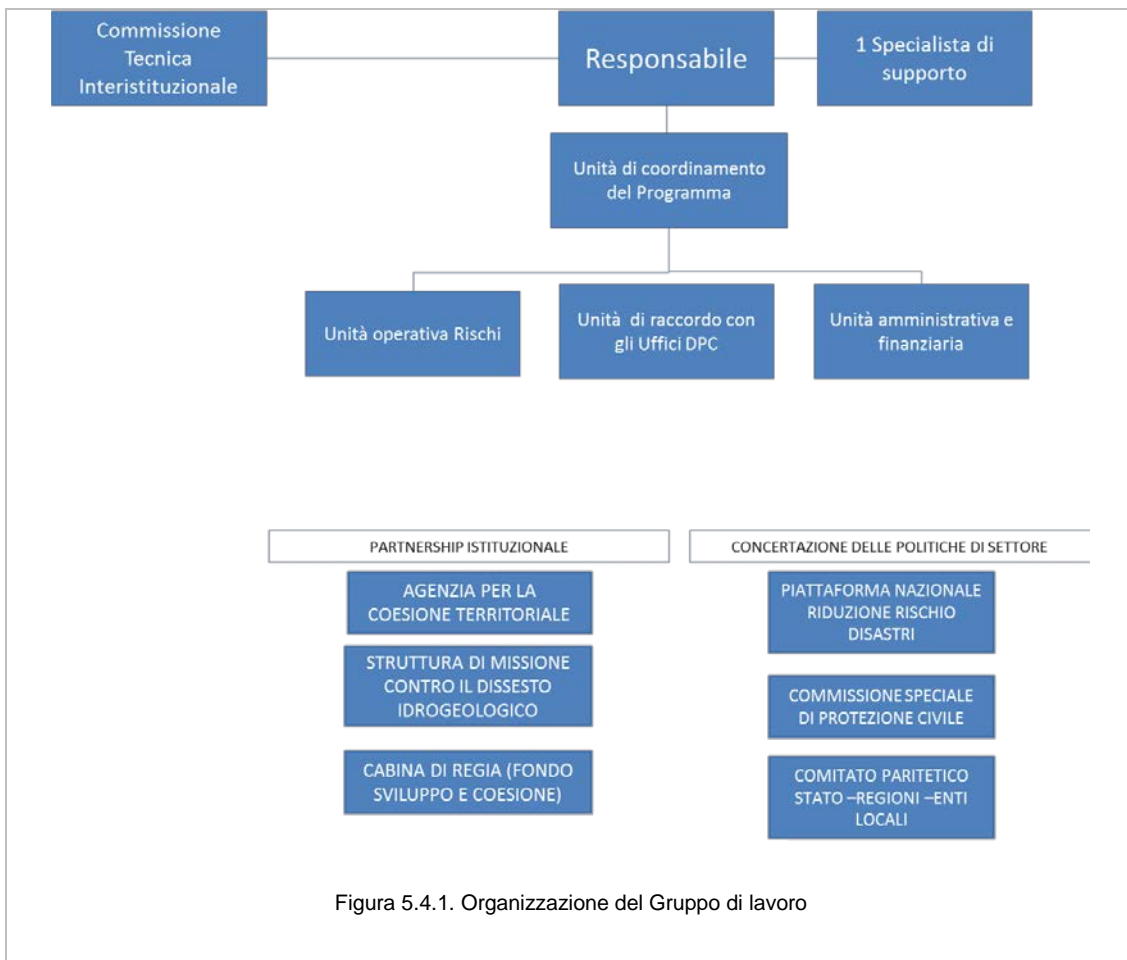 Commissione
Tecnica
Interistituzionale
Responsabile
1 Specialista di
supporto
Unità di coordinamento
del Programma
Unità operativa Rischi
Unità di raccordo con
gli Uffici DPC
Unità amministrativa e
finanziaria
PARTNERSHIP ISTITUZIONALE
AGENZIA PER LA
COESIONE TERRITORIALE
STRUTTURA DI MISSIONE
CONTRO IL DISSESTO
IDROGEOLOGICO
CABINA DI REGIA (FONDO
SVILUPPO E COESIONE)
CONCERTAZIONE DELLE POLITICHE DI SETTORE
PIATTAFORMA NAZIONALE
RIDUZIONE RISCHIO
DISASTRI
COMMISSIONE SPECIALE
DI PROTEZIONE CIVILE
COMITATO PARITETICO
STATO –REGIONI –ENTI
LOCALI
Figura 5.4.1. Organizzazione del Gruppo di lavoro